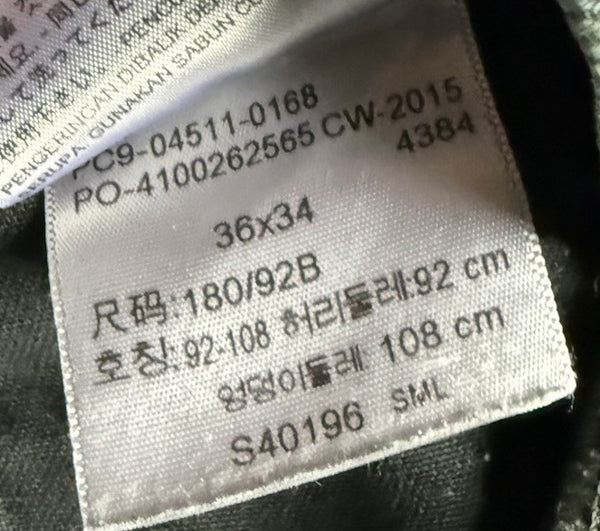 PENGERINGAN DIBALIK
GUNAKAN SABUN
PC9-04511-0168
PO-4100262565 CW-2015
4384
36x34
尺码:180/92B
호칭:92-108 허리둘레:92 cm
엉덩이둘레: 108 cm
S40196 SML